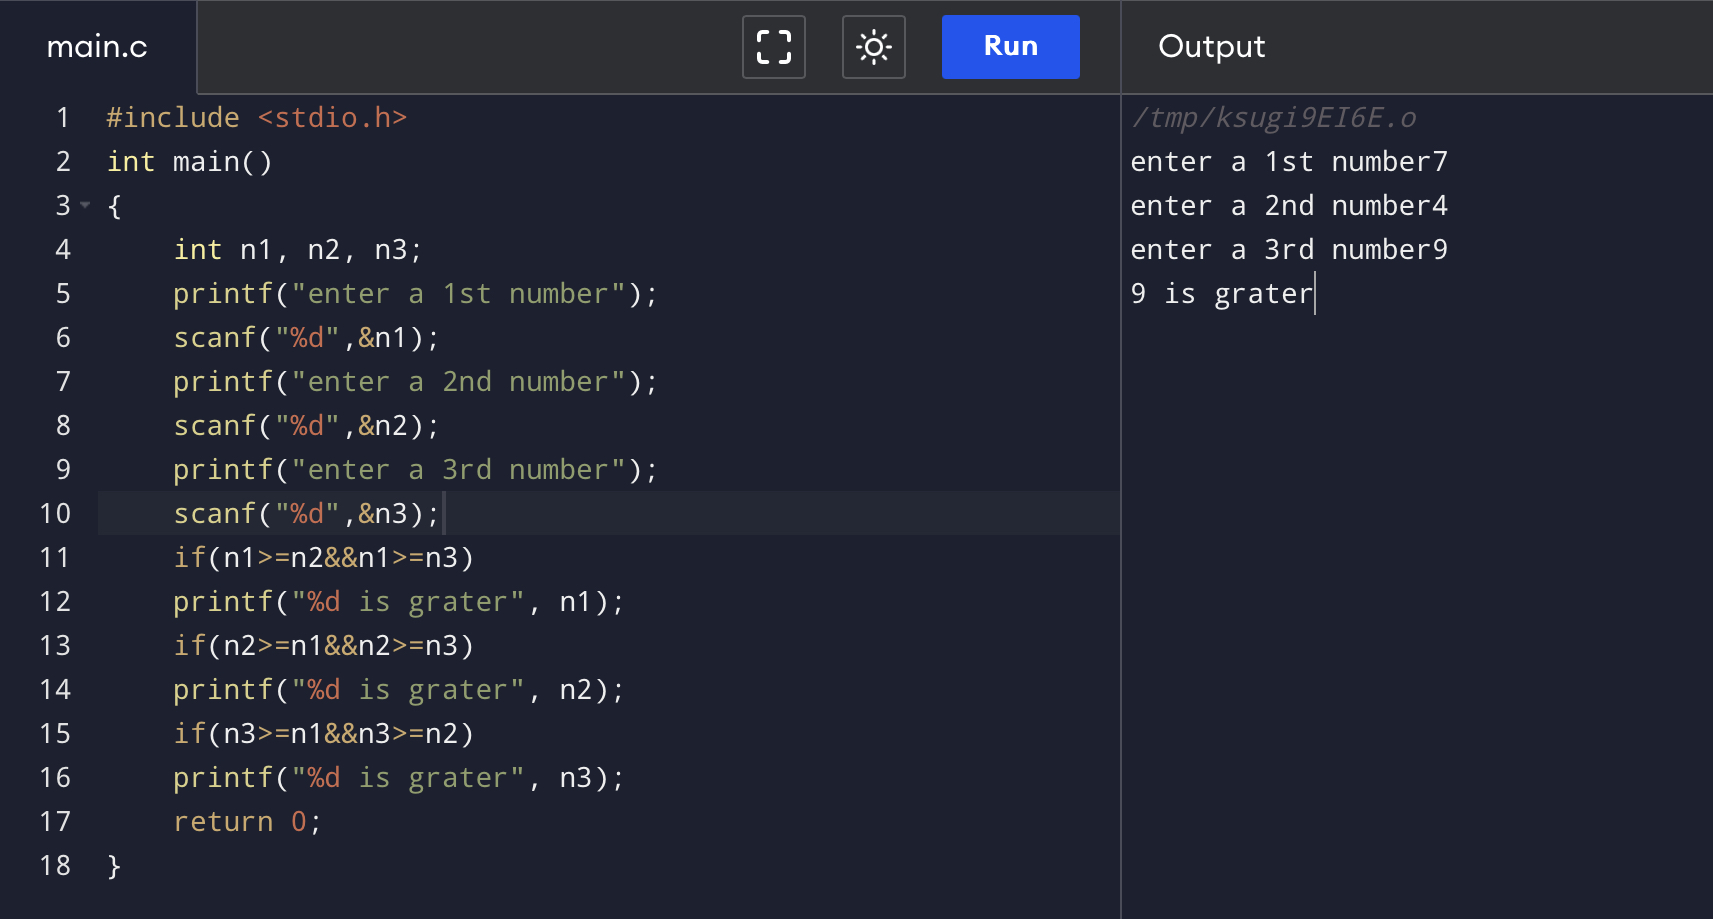 main.c
Run
Output
1 #include <stdio.h>
2 int main()
3 {
4     int n1, n2, n3;
5     printf("enter a 1st number");
6     scanf("%d",&n1);
7     printf("enter a 2nd number");
8     scanf("%d",&n2);
9     printf("enter a 3rd number");
10     scanf("%d",&n3);
11     if(n1>=n2&&n1>=n3)
12     printf("%d is grater", n1);
13     if(n2>=n1&&n2>=n3)
14     printf("%d is grater", n2);
15     if(n3>=n1&&n3>=n2)
16     printf("%d is grater", n3);
17     return 0;
18 }
/tmp/ksugi9EI6E.o
enter a 1st number7
enter a 2nd number4
enter a 3rd number9
9 is grater